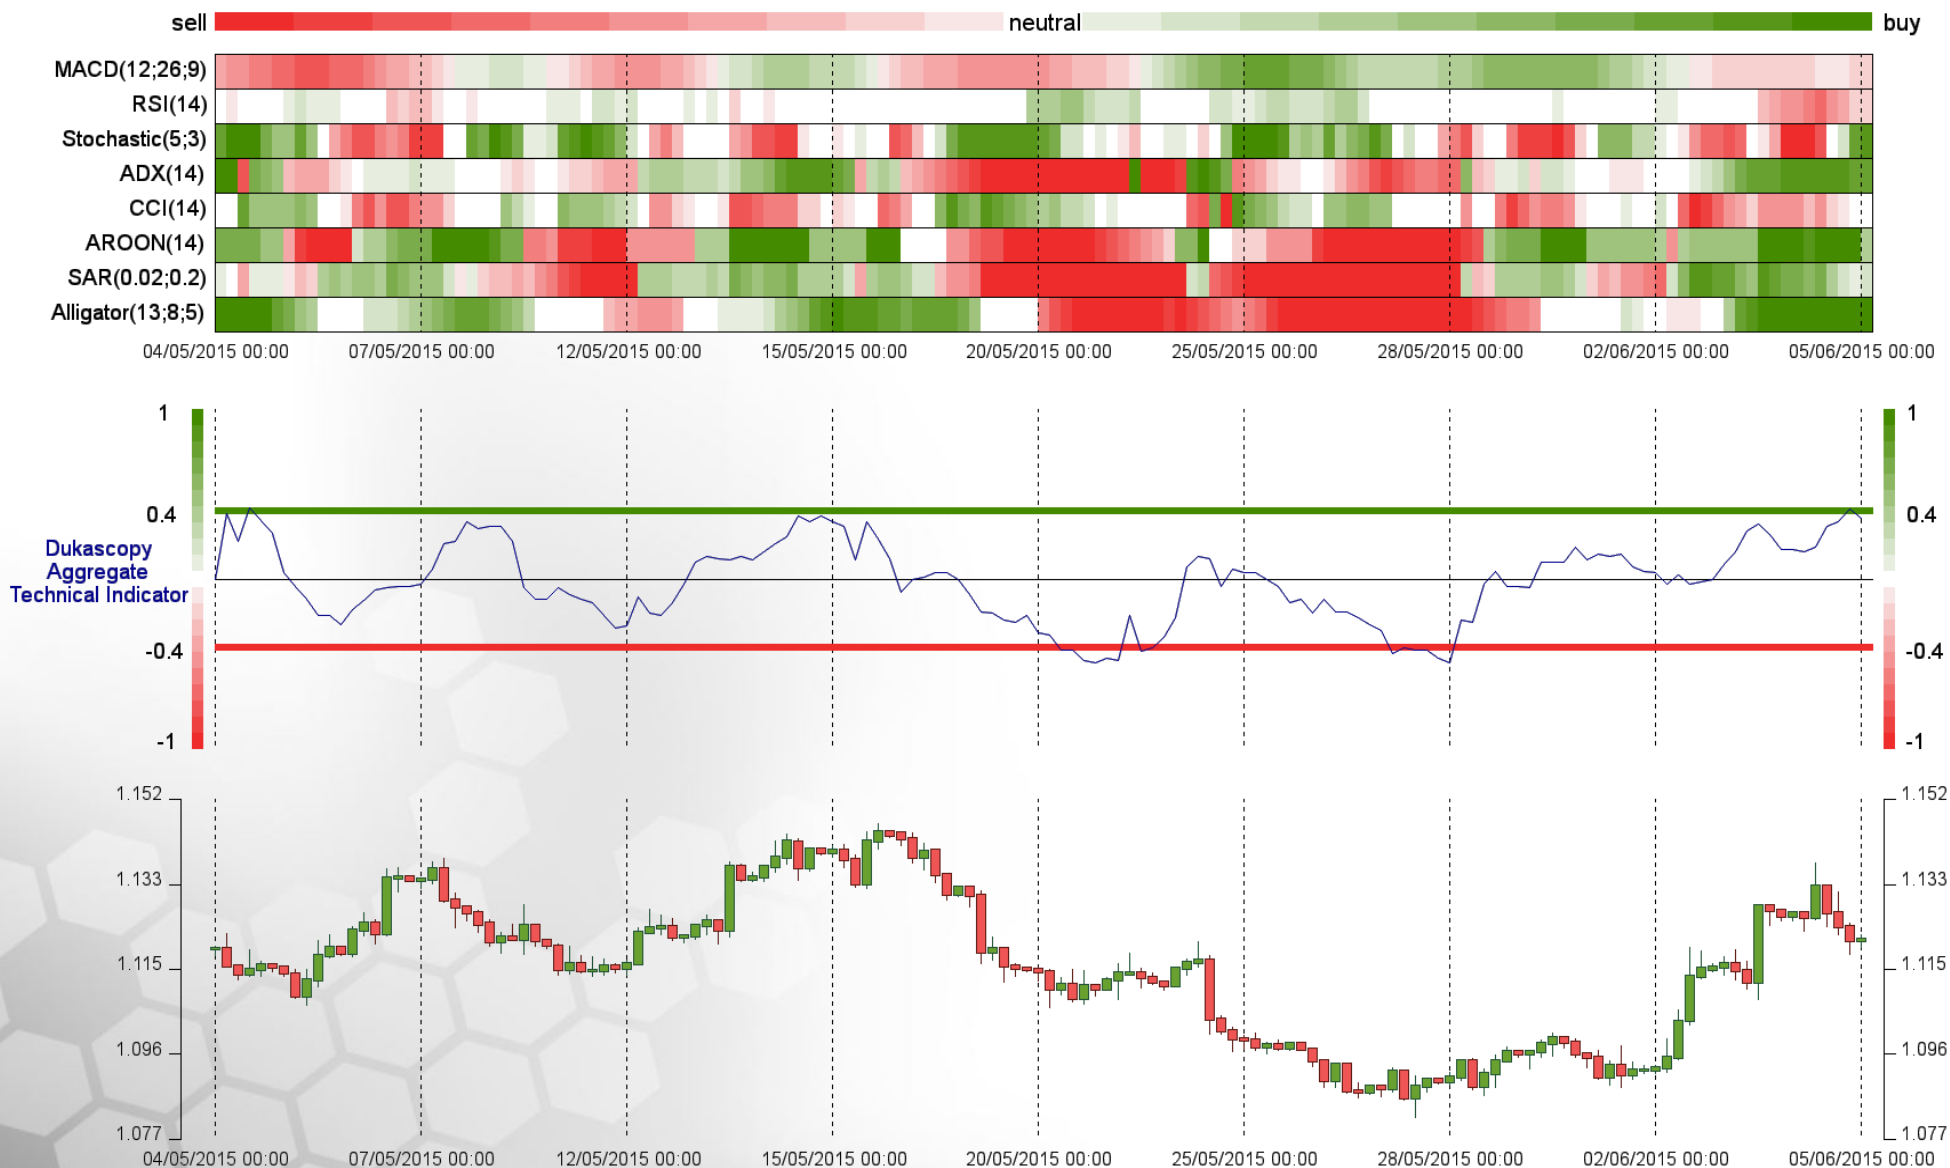 sell neutral buy
MACD(12;26;9)
RSI(14)
Stochastic(5;3)
ADX(14)
CCI(14)
AROON(14)
SAR(0.02;0.2)
Alligator(13;8;5)
04/05/2015 00:00 07/05/2015 00:00 12/05/2015 00:00 15/05/2015 00:00 20/05/2015 00:00 25/05/2015 00:00 28/05/2015 00:00 02/06/2015 00:00 05/06/2015 00:00
1 1
0.4 0.4
Dukascopy
Aggregate
Technical Indicator
-0.4 -0.4
-1 -1
1.152 1.152
1.133 1.133
1.115 1.115
1.096 1.096
1.077 1.077
04/05/2015 00:00 07/05/2015 00:00 12/05/2015 00:00 15/05/2015 00:00 20/05/2015 00:00 25/05/2015 00:00 28/05/2015 00:00 02/06/2015 00:00 05/06/2015 00:00